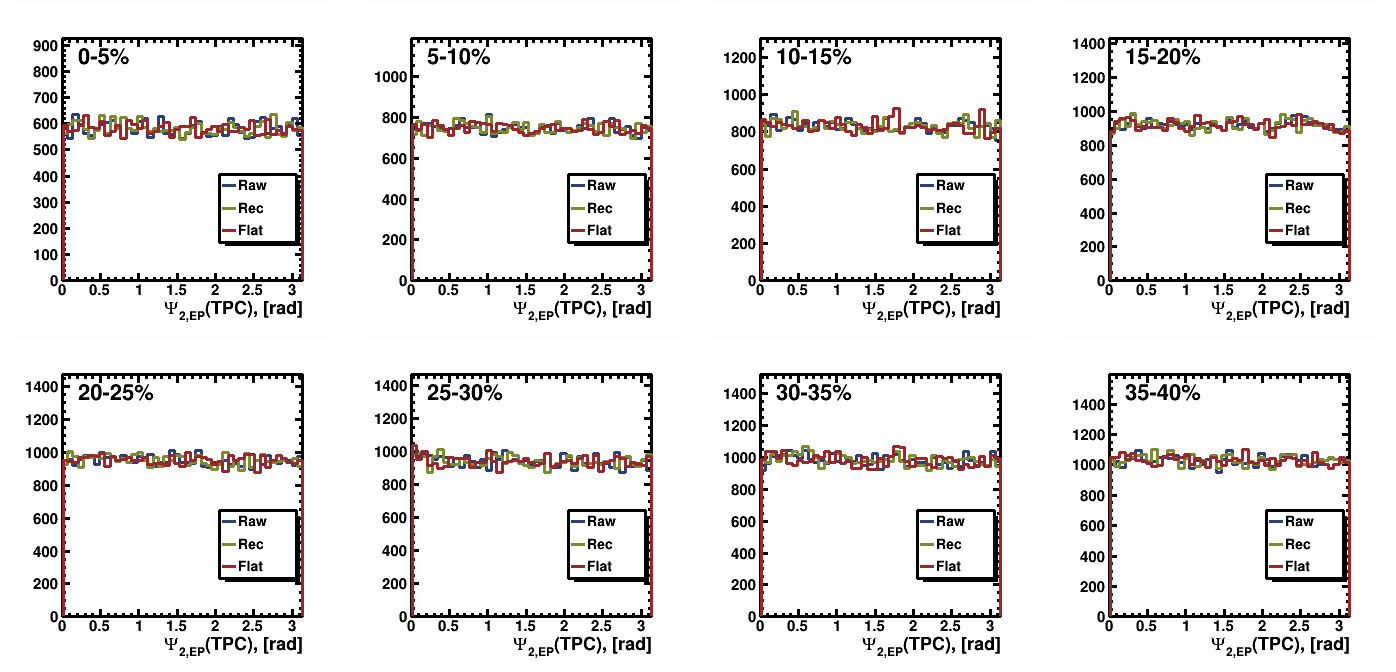 0-5%
900
800
700
600
500
400
300
200
100
0
Raw
Rec
Flat
0 0.5 1 1.5 2 2.5 3
Ψ2,EP(TPC), [rad]
5-10%
1000
800
600
400
200
0
Raw
Rec
Flat
0 0.5 1 1.5 2 2.5 3
Ψ2,EP(TPC), [rad]
10-15%
1200
1000
800
600
400
200
0
Raw
Rec
Flat
0 0.5 1 1.5 2 2.5 3
Ψ2,EP(TPC), [rad]
15-20%
1400
1200
1000
800
600
400
200
0
Raw
Rec
Flat
0 0.5 1 1.5 2 2.5 3
Ψ2,EP(TPC), [rad]
20-25%
1400
1200
1000
800
600
400
200
0
Raw
Rec
Flat
0 0.5 1 1.5 2 2.5 3
Ψ2,EP(TPC), [rad]
25-30%
1400
1200
1000
800
600
400
200
0
Raw
Rec
Flat
0 0.5 1 1.5 2 2.5 3
Ψ2,EP(TPC), [rad]
30-35%
1400
1200
1000
800
600
400
200
0
Raw
Rec
Flat
0 0.5 1 1.5 2 2.5 3
Ψ2,EP(TPC), [rad]
35-40%
1400
1200
1000
800
600
400
200
0
Raw
Rec
Flat
0 0.5 1 1.5 2 2.5 3
Ψ2,EP(TPC), [rad]